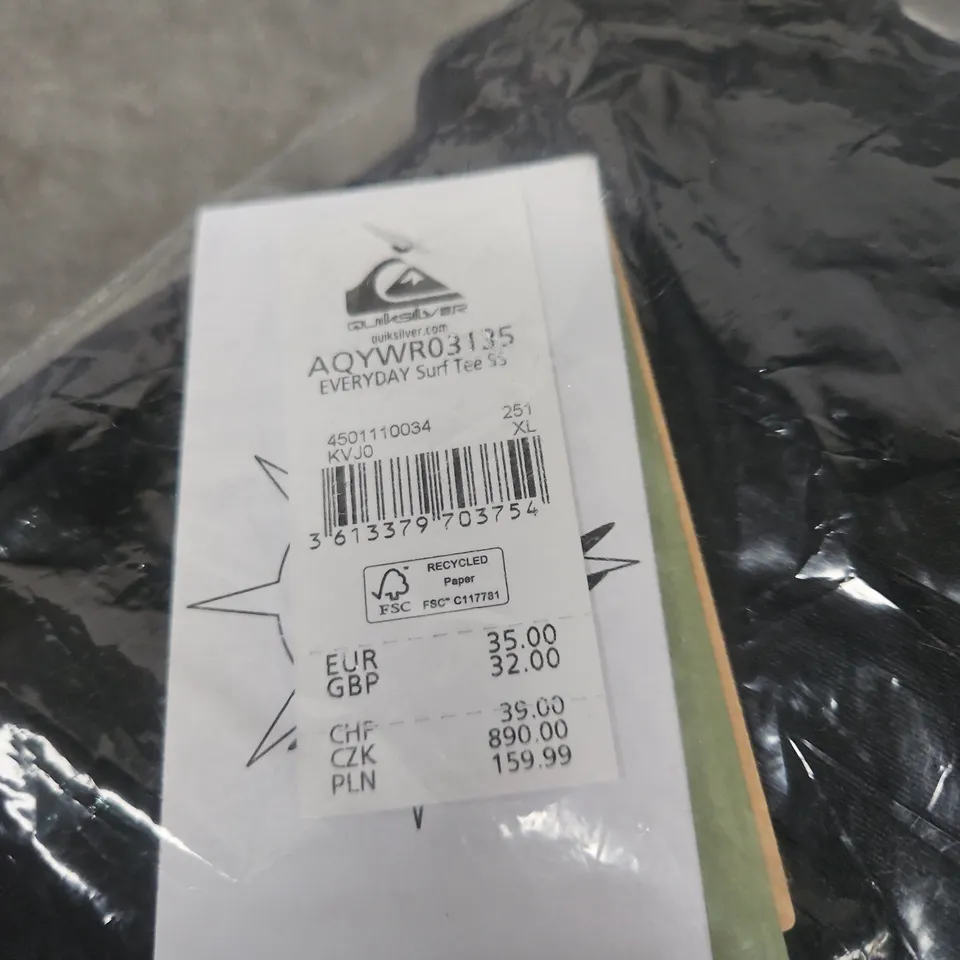 QUIKSILVER
quiksilver.com
AQYWR03135
EVERYDAY Surf Tee SS
4501110034 251
KVJ0 XL
3 613379 703754
FSC
RECYCLED
Paper
FSC® C117781
EUR 35.00
GBP 32.00
CHF 39.00
CZK 890.00
PLN 159.99